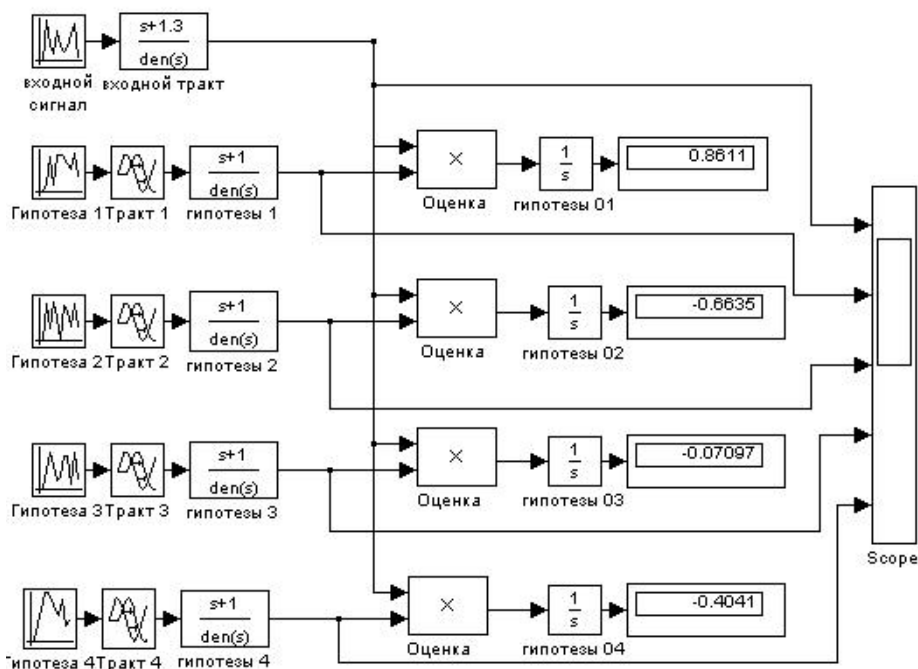 s+1.3
den(s)
входной сигнал
входной тракт
s+1
den(s)
Гипотеза 1 Тракт 1 гипотезы 1
×
Оценка
1
s
гипотезы 01
0.8611
s+1
den(s)
Гипотеза 2 Тракт 2 гипотезы 2
×
Оценка
1
s
гипотезы 02
-0.6635
s+1
den(s)
Гипотеза 3 Тракт 3 гипотезы 3
×
Оценка
1
s
гипотезы 03
-0.07097
Scope
s+1
den(s)
ипотеза 4 Тракт 4 гипотезы 4
×
Оценка
1
s
гипотезы 04
-0.4041